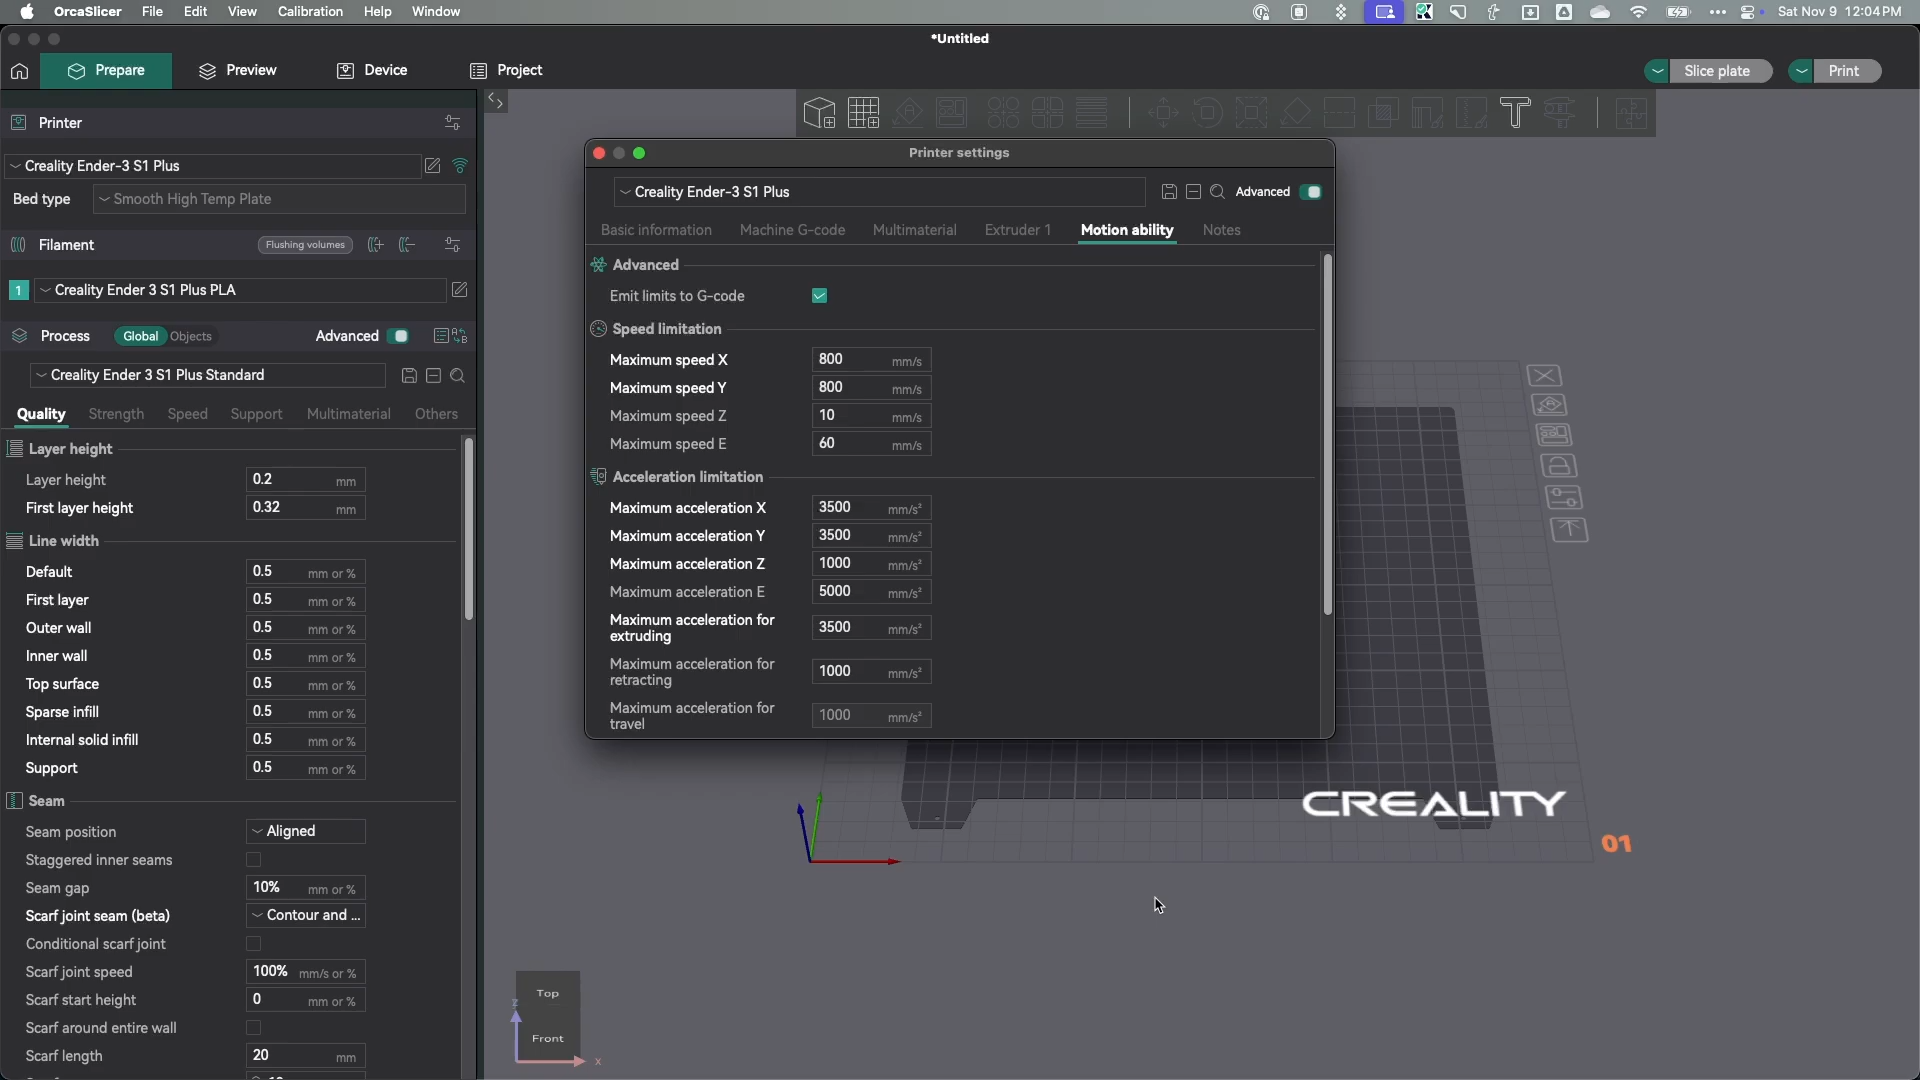 OrcaSlicer File Edit View Calibration Help Window Sat Nov 9 12:04 PM
*Untitled
Prepare Preview Device Project Slice plate Print
Printer
Creality Ender-3 S1 Plus
Bed type Smooth High Temp Plate
Filament Flushing volumes
1 Creality Ender 3 S1 Plus PLA
Process Global Objects Advanced
Creality Ender 3 S1 Plus Standard
Quality Strength Speed Support Multimaterial Others
Layer height
Layer height 0.2 mm
First layer height 0.32 mm
Line width
Default 0.5 mm or %
First layer 0.5 mm or %
Outer wall 0.5 mm or %
Inner wall 0.5 mm or %
Top surface 0.5 mm or %
Sparse infill 0.5 mm or %
Internal solid infill 0.5 mm or %
Support 0.5 mm or %
Seam
Seam position Aligned
Staggered inner seams
Seam gap 10% mm or %
Scarf joint seam (beta) Contour and ...
Conditional scarf joint
Scarf joint speed 100% mm/s or %
Scarf start height 0 mm or %
Scarf around entire wall
Scarf length 20 mm
Printer settings
Creality Ender-3 S1 Plus Advanced
Basic information Machine G-code Multimaterial Extruder 1 Motion ability Notes
Advanced
Emit limits to G-code
Speed limitation
Maximum speed X 800 mm/s
Maximum speed Y 800 mm/s
Maximum speed Z 10 mm/s
Maximum speed E 60 mm/s
Acceleration limitation
Maximum acceleration X 3500 mm/s²
Maximum acceleration Y 3500 mm/s²
Maximum acceleration Z 1000 mm/s²
Maximum acceleration E 5000 mm/s²
Maximum acceleration for
extruding 3500 mm/s²
Maximum acceleration for
retracting 1000 mm/s²
Maximum acceleration for
travel 1000 mm/s²
CREALITY
01
Top
Z
Front
X